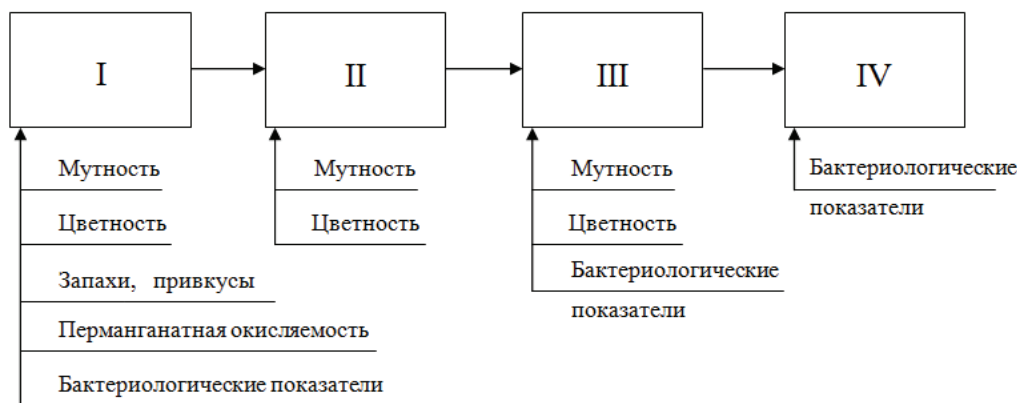 I
II
III
IV
Мутность
Цветность
Запахи, привкусы
Перманганатная окисляемость
Бактериологические показатели
Мутность
Цветность
Мутность
Цветность
Бактериологические
показатели
Бактериологические
показатели